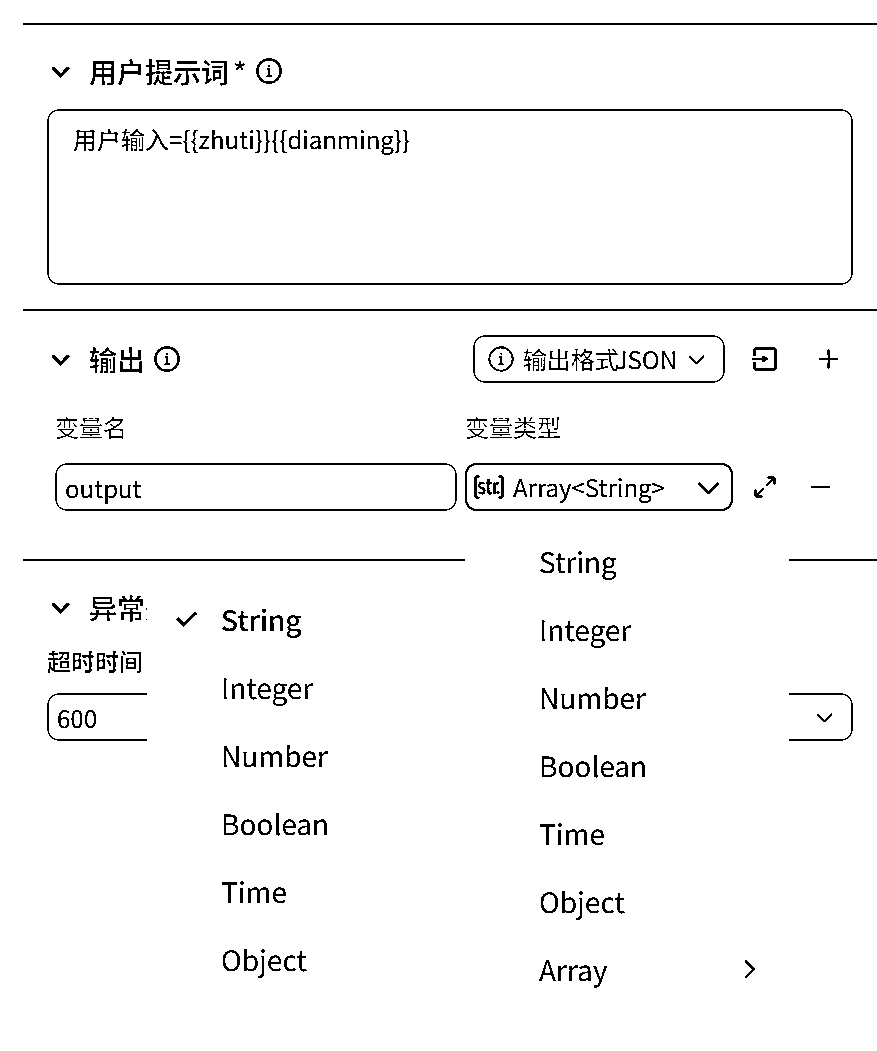 用户提示词*
用户输入={{zhuti}}{{dianming}}
输出
输出格式JSON
变量名
变量类型
output
[str] Array<String>
异常
超时时间
600
String
Integer
Number
Boolean
Time
Object
String
Integer
Number
Boolean
Time
Object
Array